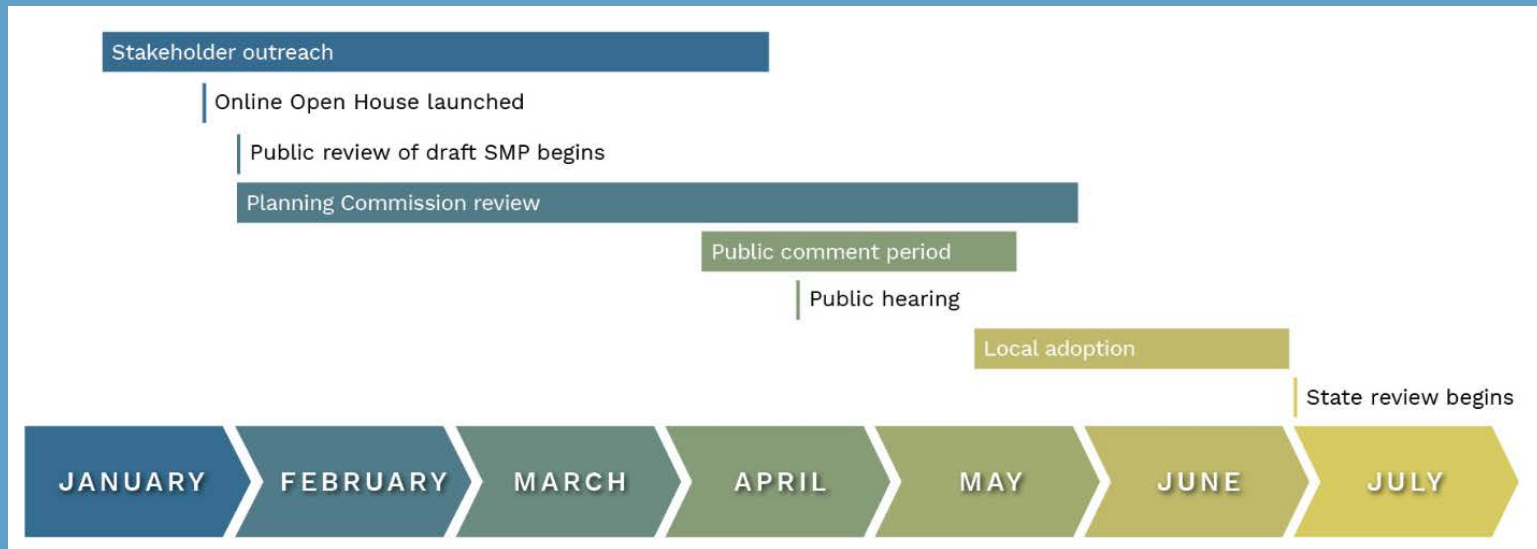 Stakeholder outreach
Online Open House launched
Public review of draft SMP begins
Planning Commission review
Public comment period
Public hearing
Local adoption
State review begins
JANUARY
FEBRUARY
MARCH
APRIL
MAY
JUNE
JULY